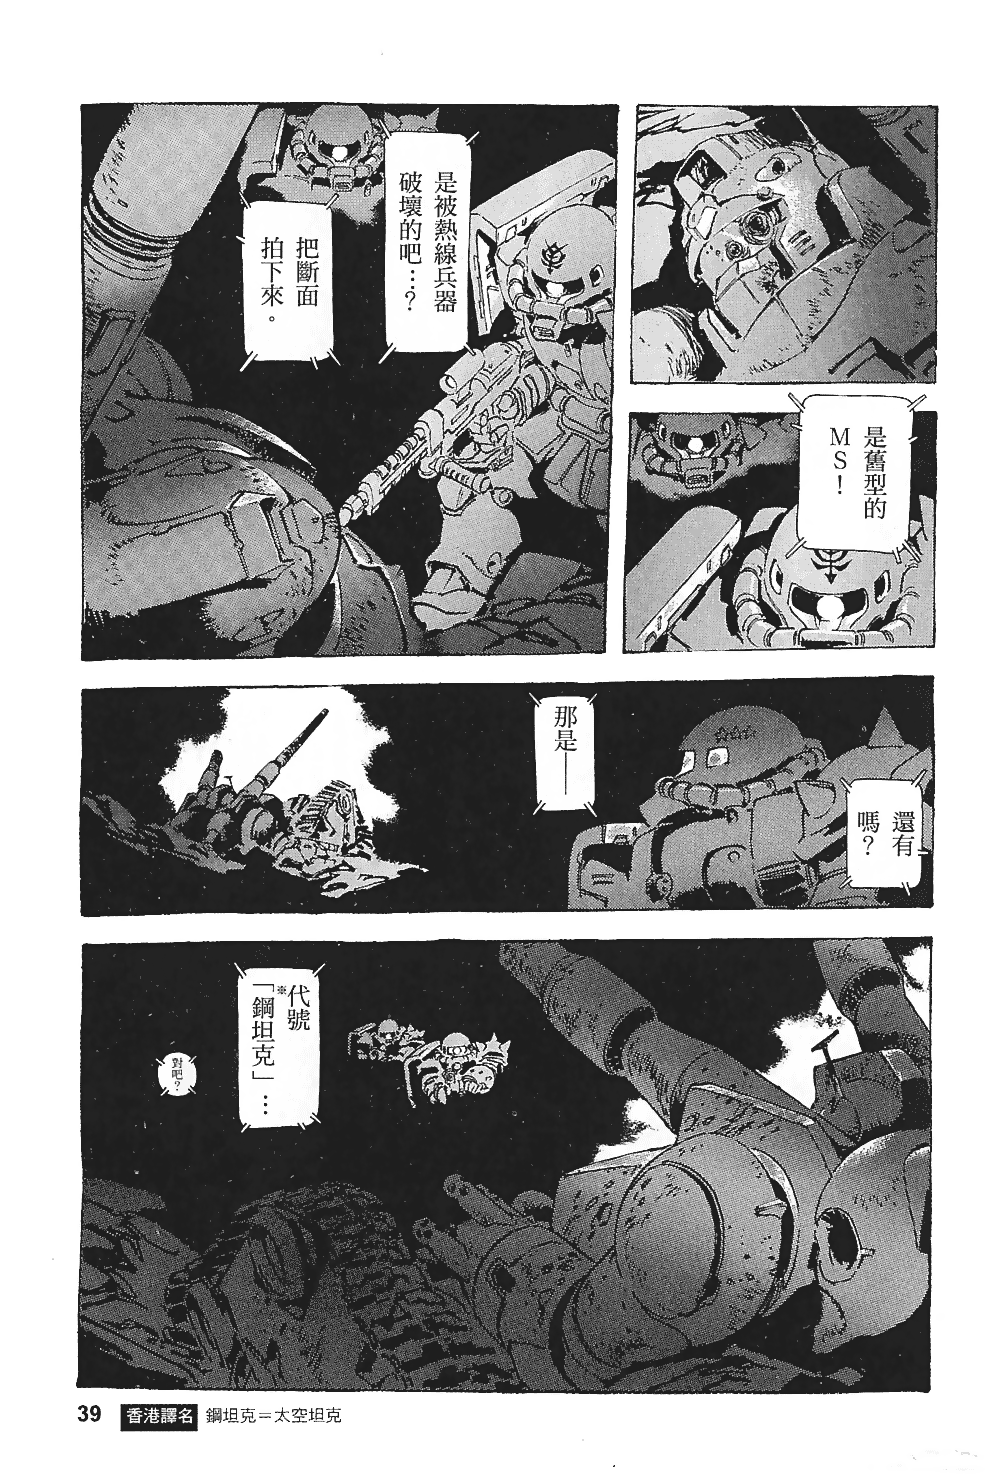 是舊型的
MS！
是被熱線兵器
破壞的吧…？
把斷面
拍下來。
還有
嗎？
那是——
※代號
「鋼坦克」…
對吧？
39
香港譯名 鋼坦克＝太空坦克